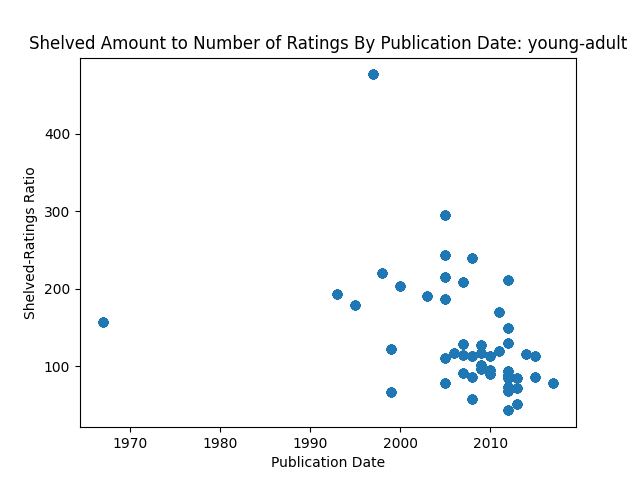 Shelved Amount to Number of Ratings By Publication Date: young-adult
400
300
200
100
Shelved-Ratings Ratio
1970 1980 1990 2000 2010
Publication Date